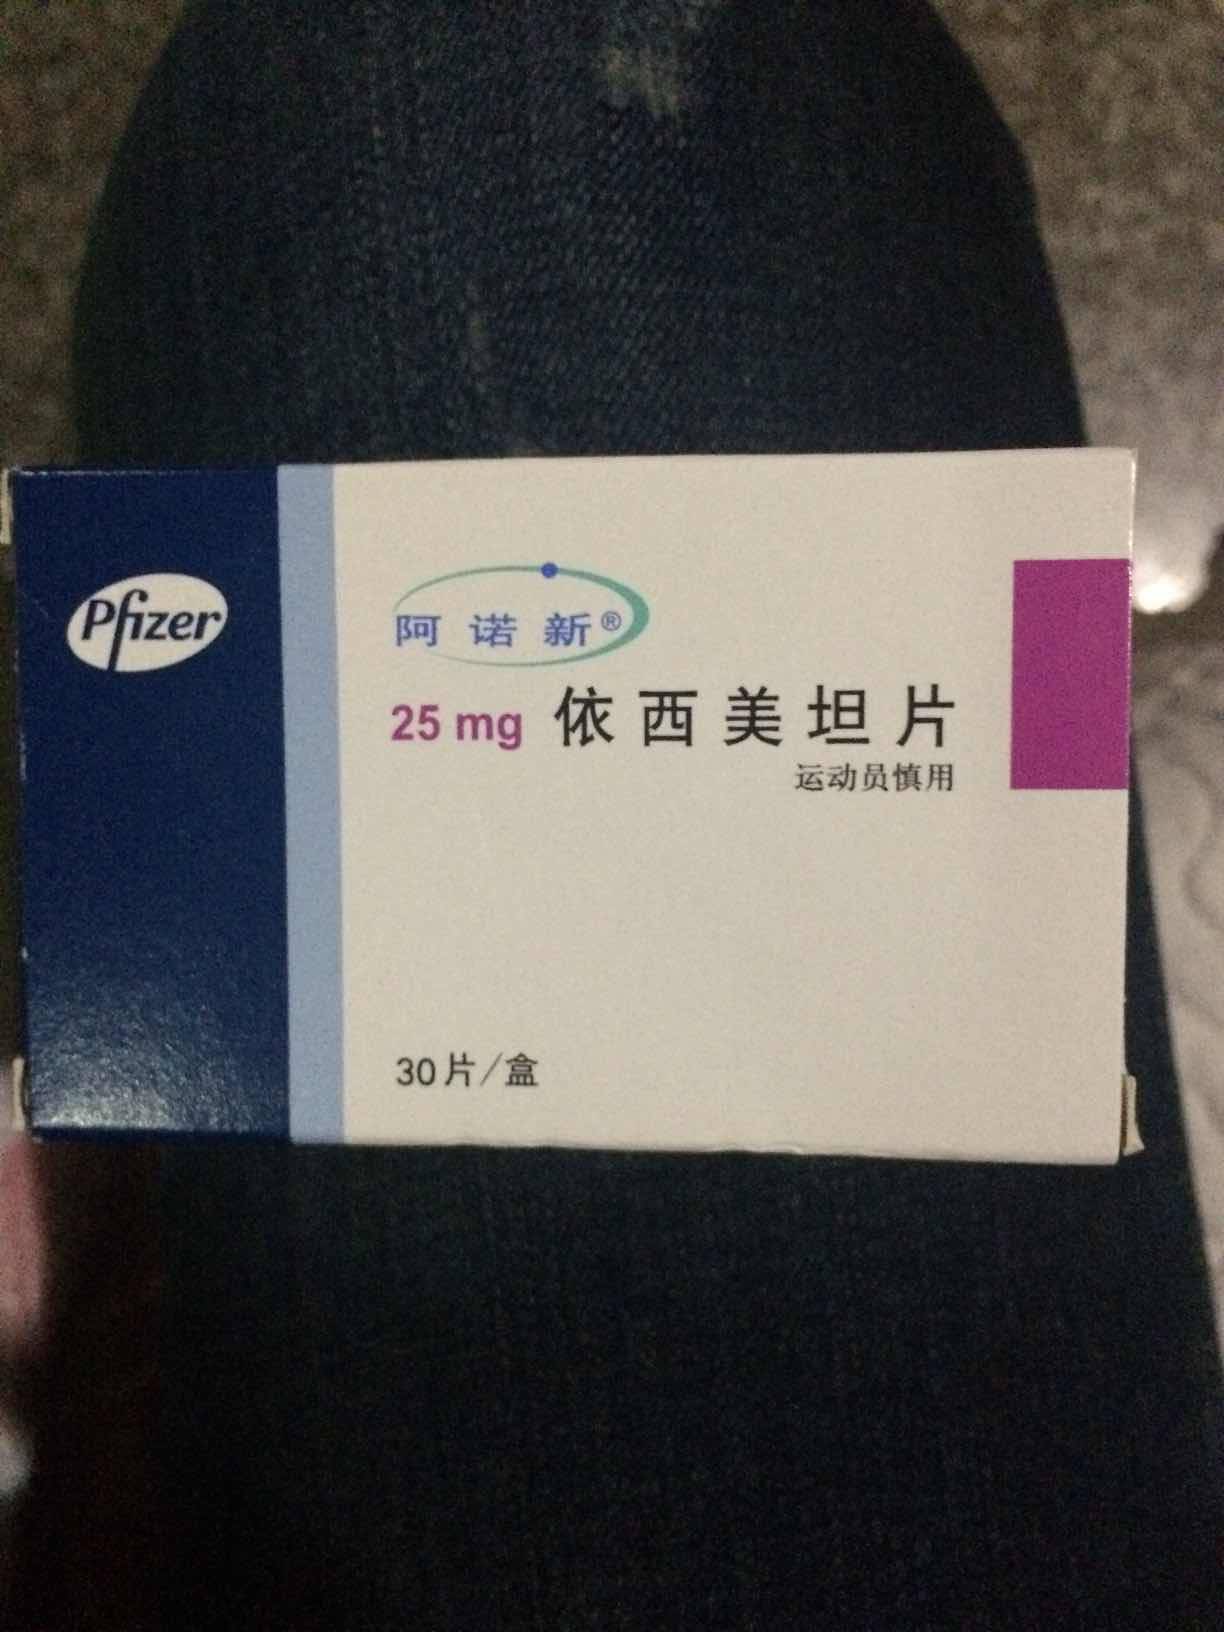 Pfizer
阿诺新®
25 mg 依西美坦片
运动员慎用
30片/盒